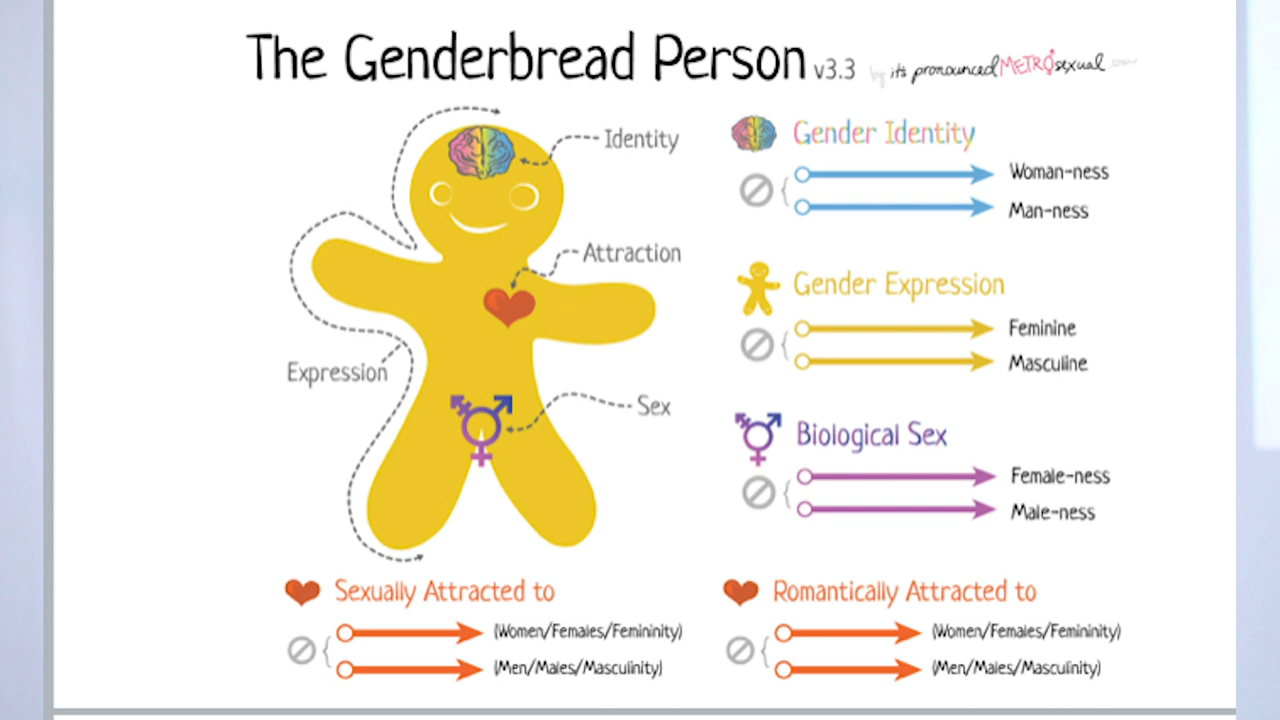 The Genderbread Person v3.3 by it's pronounced METROsexual .com
Identity
Attraction
Expression
Sex
Gender Identity
Woman-ness
Man-ness
Gender Expression
Feminine
Masculine
Biological Sex
Female-ness
Male-ness
Sexually Attracted to
(Women/Females/Femininity)
(Men/Males/Masculinity)
Romantically Attracted to
(Women/Females/Femininity)
(Men/Males/Masculinity)